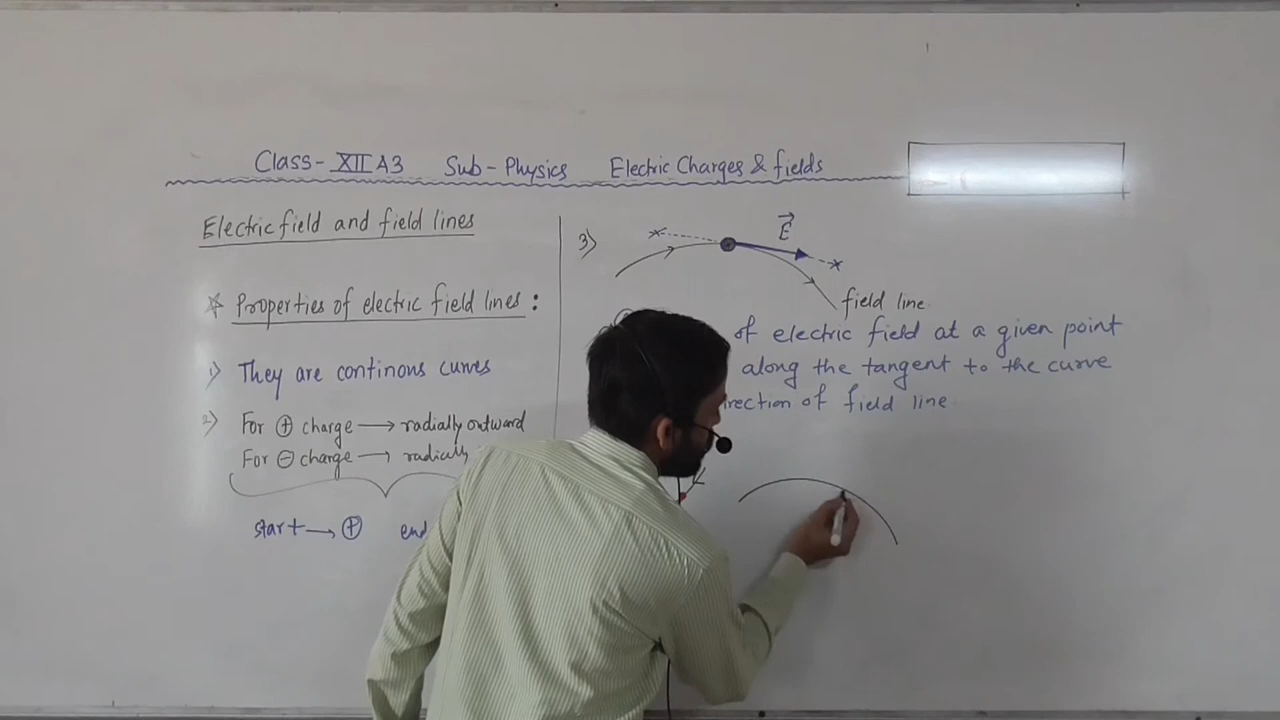 Class- XII A3 Sub - Physics Electric Charges & fields
Electric field and field lines
* Properties of electric field lines :
1) They are continous curves
2) For + charge → radially outward
For - charge → radially
start → + end
3)
E
field line
of electric field at a given point
along the tangent to the curve
rection of field line